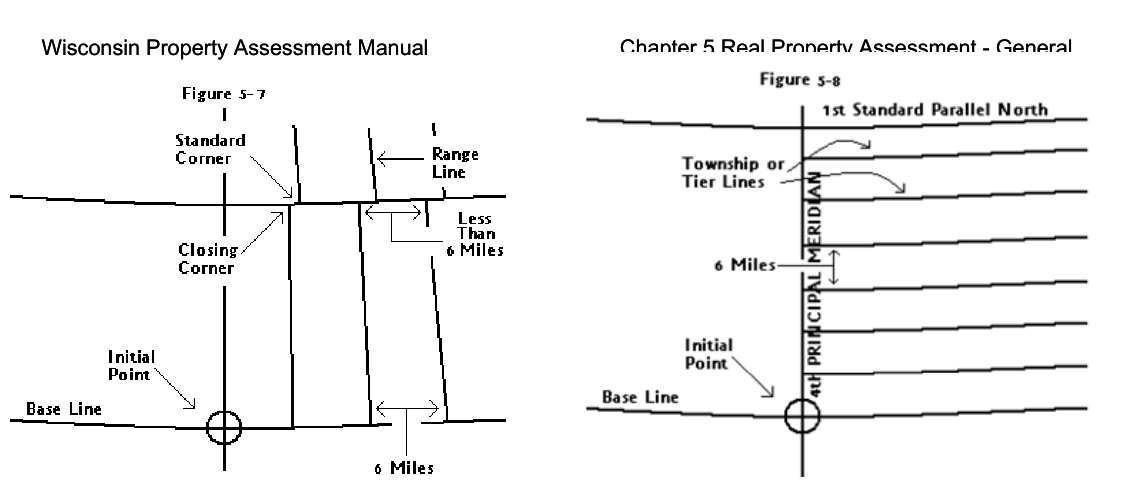 Wisconsin Property Assessment Manual
Chapter 5 Real Property Assessment - General
Figure 5-7
Standard
Corner
Range
Line
Closing
Corner
Less
Than
6 Miles
Initial
Point
Base Line
6 Miles
Figure 5-8
1st Standard Parallel North
Township or
Tier Lines
6 Miles
4th PRINCIPAL MERIDIAN
Initial
Point
Base Line